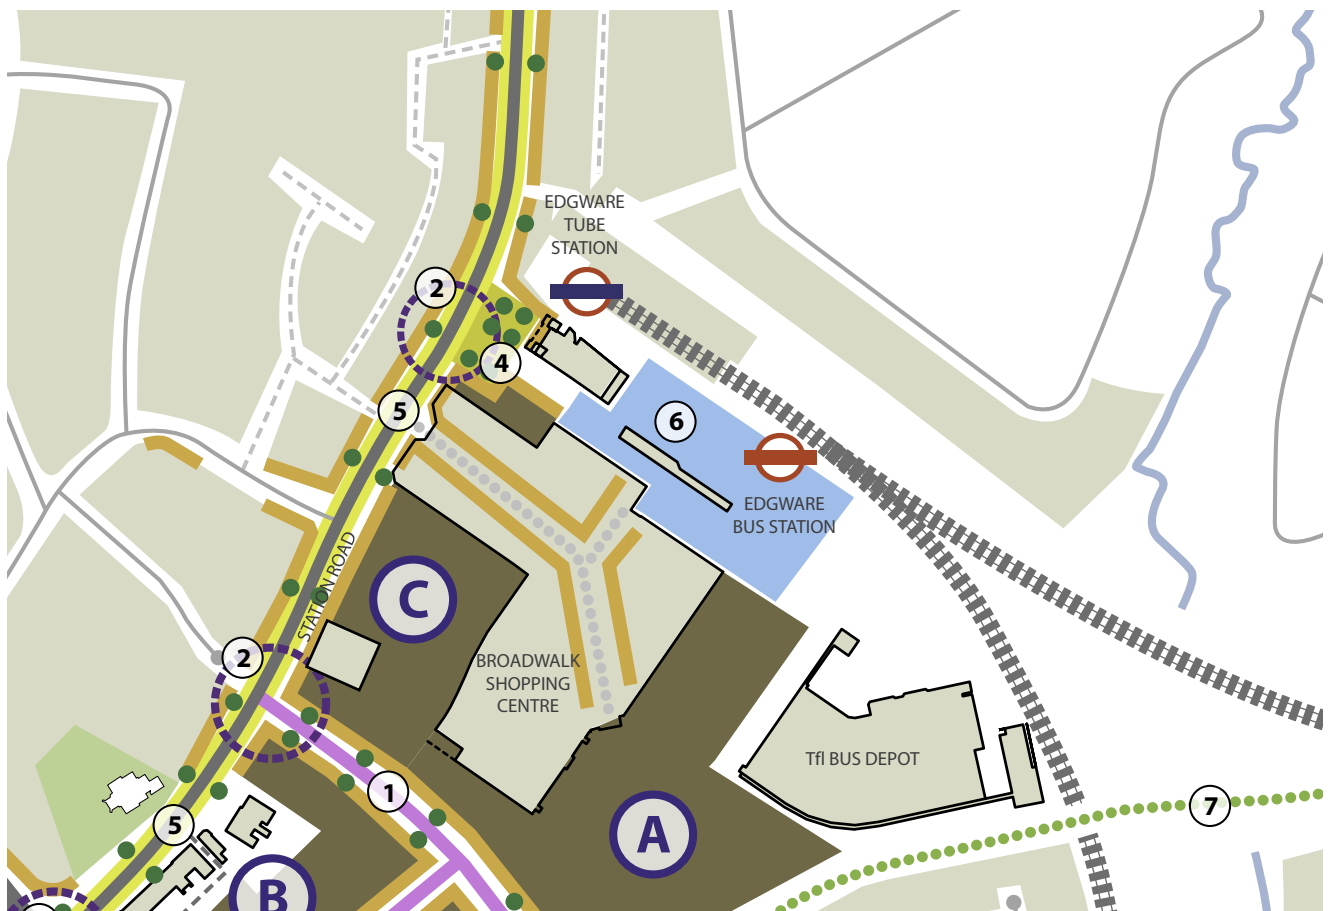 EDGWARE
TUBE
STATION
2
4
5
6
EDGWARE
BUS STATION
STATION ROAD
C
2
BROADWALK
SHOPPING
CENTRE
Tfl BUS DEPOT
1
7
5
A
B